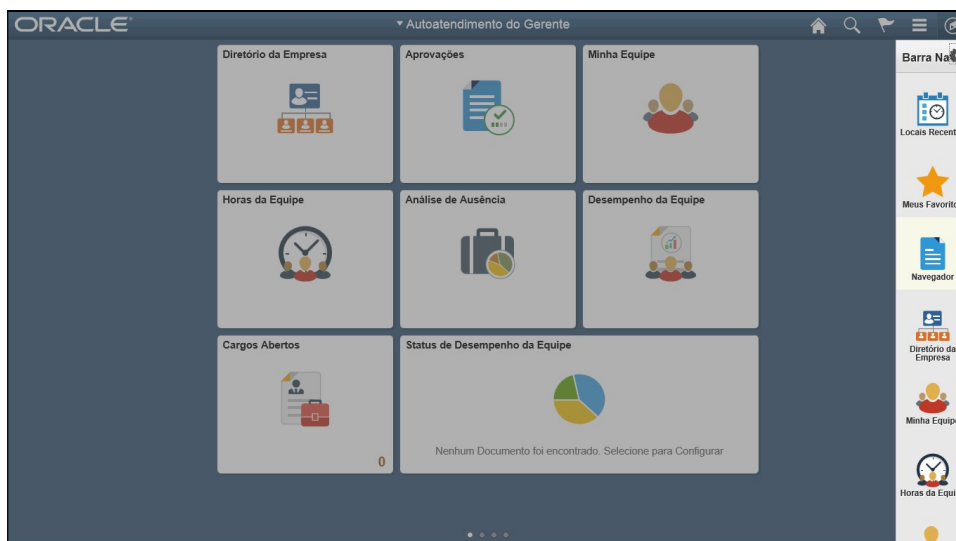 ORACLE
Autoatendimento do Gerente
Diretório da Empresa
Aprovações
Minha Equipe
Horas da Equipe
Análise de Ausência
Desempenho da Equipe
Cargos Abertos
0
Status de Desempenho da Equipe
Nenhum Documento foi encontrado. Selecione para Configurar
Barra Na
Locais Recent
Meus Favorito
Navegador
Diretório da
Empresa
Minha Equipe
Horas da Equi